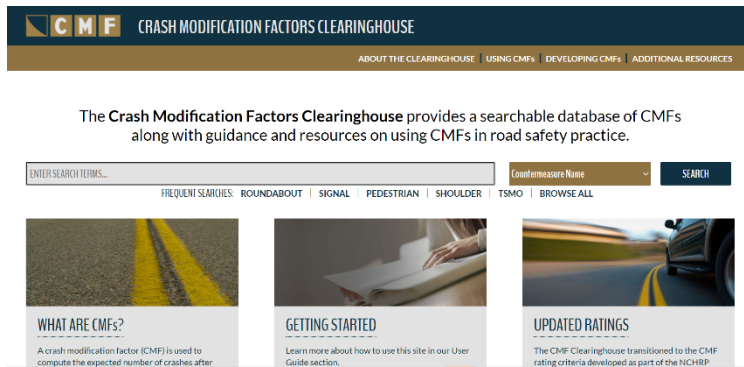 CMF CRASH MODIFICATION FACTORS CLEARINGHOUSE
ABOUT THE CLEARINGHOUSE | USING CMFs | DEVELOPING CMFs | ADDITIONAL RESOURCES
The Crash Modification Factors Clearinghouse provides a searchable database of CMFs
along with guidance and resources on using CMFs in road safety practice.
ENTER SEARCH TERMS... Countermeasure Name SEARCH
FREQUENT SEARCHES: ROUNDABOUT | SIGNAL | PEDESTRIAN | SHOULDER | TSMO | BROWSE ALL
WHAT ARE CMFs?
A crash modification factor (CMF) is used to
compute the expected number of crashes after
GETTING STARTED
Learn more about how to use this site in our User
Guide section.
UPDATED RATINGS
The CMF Clearinghouse transitioned to the CMF
rating criteria developed as part of the NCHRP